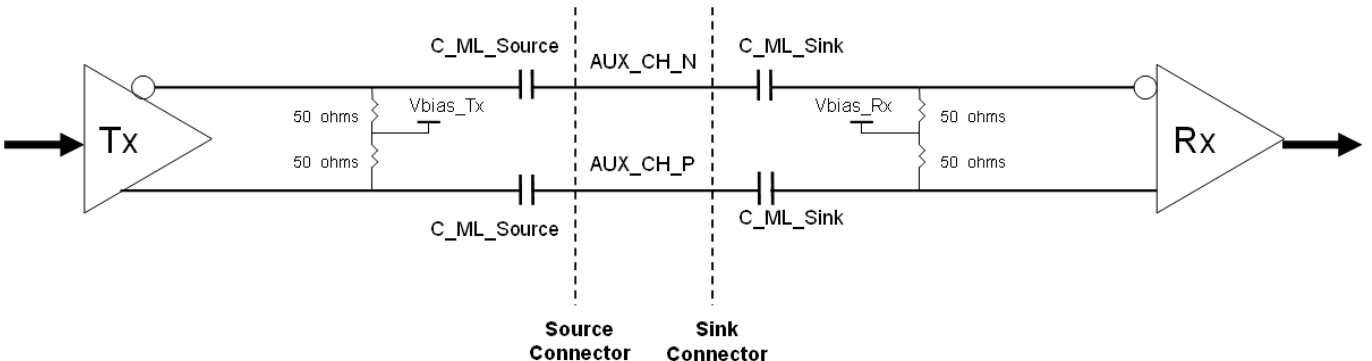 C_ML_Source
C_ML_Sink
AUX_CH_N
50 ohms
Vbias_Tx
Vbias_Rx
50 ohms
Tx
Rx
50 ohms
AUX_CH_P
50 ohms
C_ML_Source
C_ML_Sink
Source
Connector
Sink
Connector